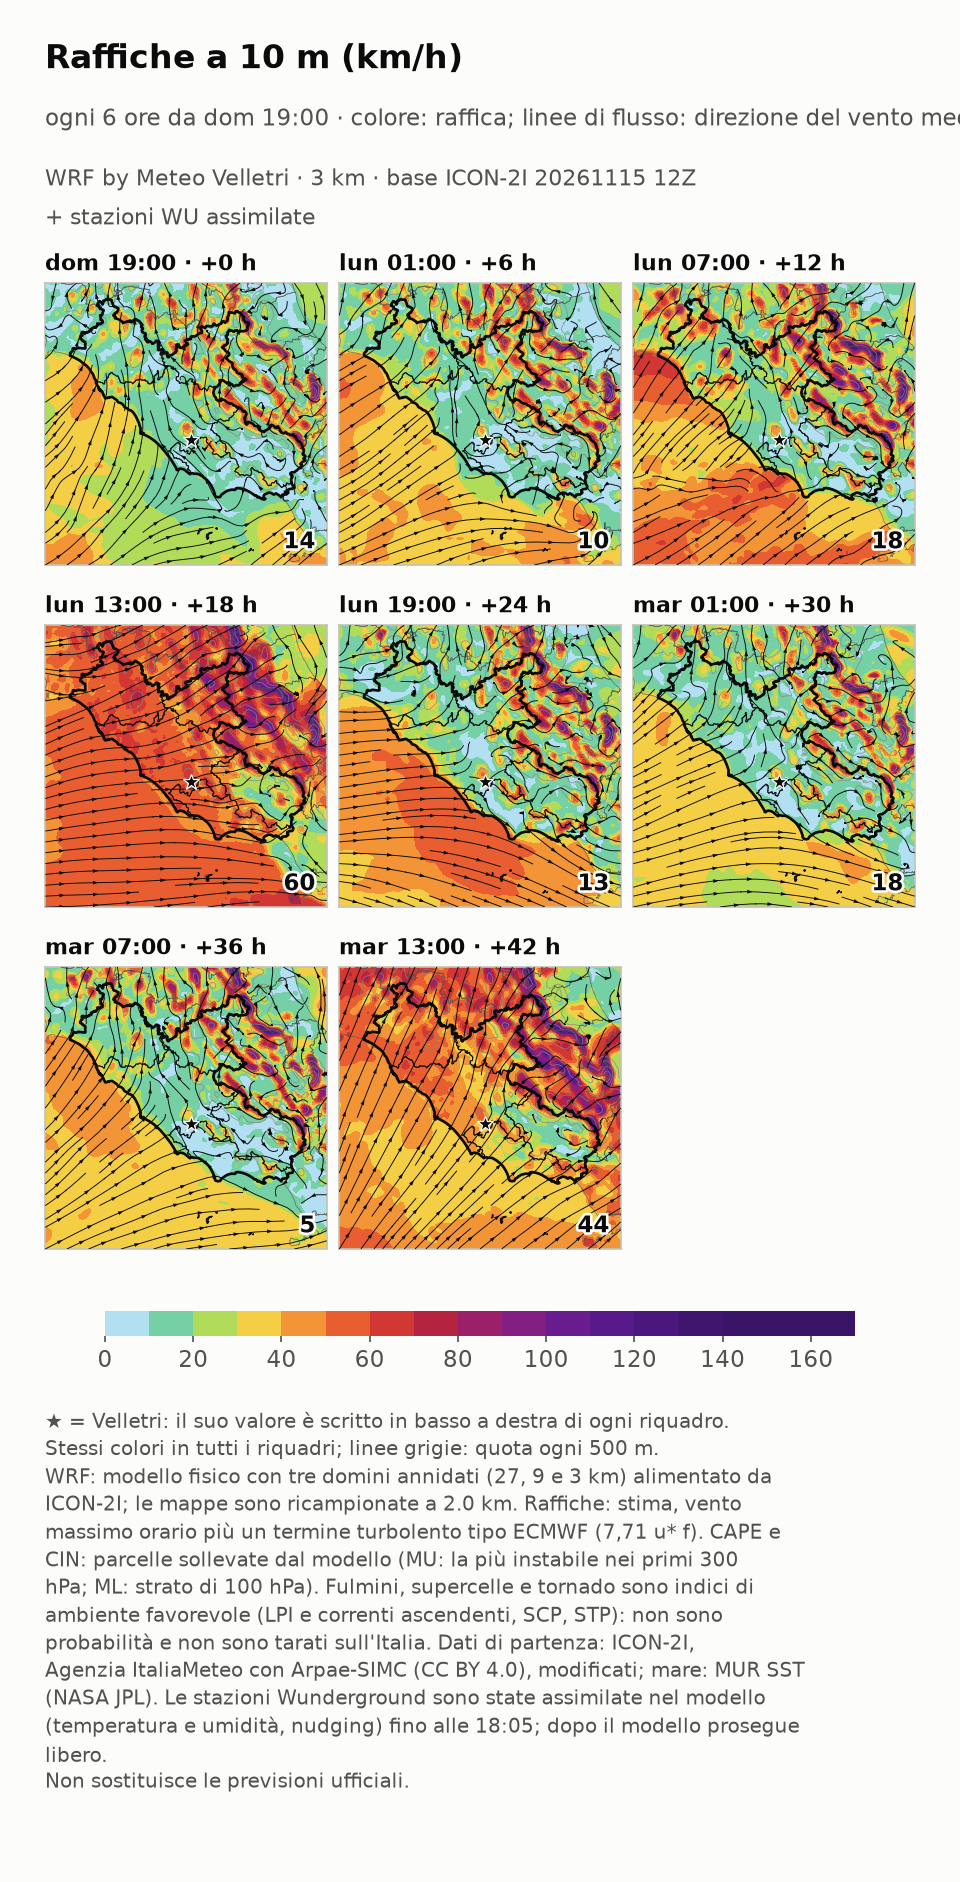 Raffiche a 10 m (km/h)
ogni 6 ore da dom 19:00 · colore: raffica; linee di flusso: direzione del vento
WRF by Meteo Velletri · 3 km · base ICON-2I 20261115 12Z
+ stazioni WU assimilate
dom 19:00 · +0 h
lun 01:00 · +6 h
lun 07:00 · +12 h
14
10
18
lun 13:00 · +18 h
lun 19:00 · +24 h
mar 01:00 · +30 h
60
13
18
mar 07:00 · +36 h
mar 13:00 · +42 h
5
44
0 20 40 60 80 100 120 140 160
★ = Velletri: il suo valore è scritto in basso a destra di ogni riquadro.
Stessi colori in tutti i riquadri; linee grigie: quota ogni 500 m.
WRF: modello fisico con tre domini annidati (27, 9 e 3 km) alimentato da
ICON-2I; le mappe sono ricampionate a 2.0 km. Raffiche: stima, vento
massimo orario più un termine turbolento tipo ECMWF (7,71 u* f). CAPE e
CIN: parcelle sollevate dal modello (MU: la più instabile nei primi 300
hPa; ML: strato di 100 hPa). Fulmini, supercelle e tornado sono indici di
ambiente favorevole (LPI e correnti ascendenti, SCP, STP): non sono
probabilità e non sono tarati sull'Italia. Dati di partenza: ICON-2I,
Agenzia ItaliaMeteo con Arpae-SIMC (CC BY 4.0), modificati; mare: MUR SST
(NASA JPL). Le stazioni Wunderground sono state assimilate nel modello
(temperatura e umidità, nudging) fino alle 18:05; dopo il modello prosegue
libero.
Non sostituisce le previsioni ufficiali.